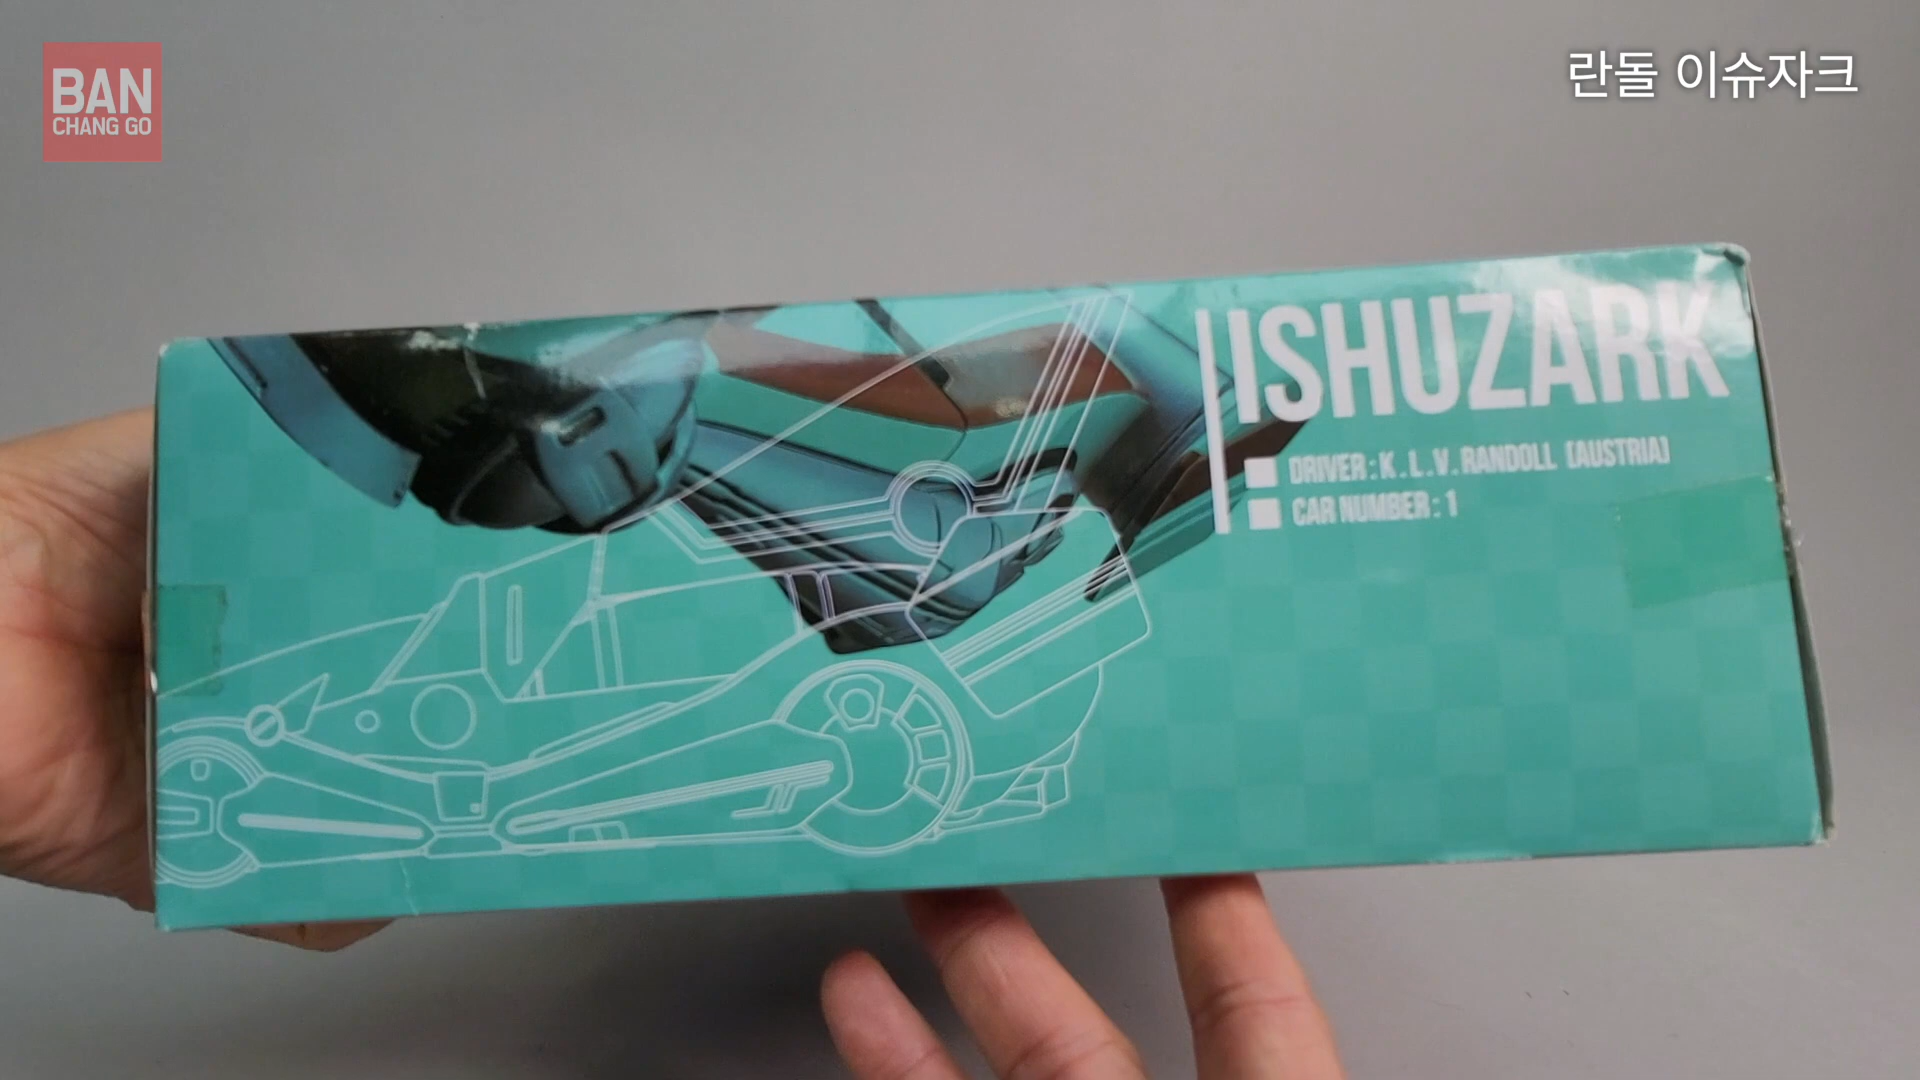 BAN
CHANG GO
란돌 이슈자크
ISHUZARK
DRIVER : K . L . V . RANDOLL (AUSTRIA)
CAR NUMBER : 1